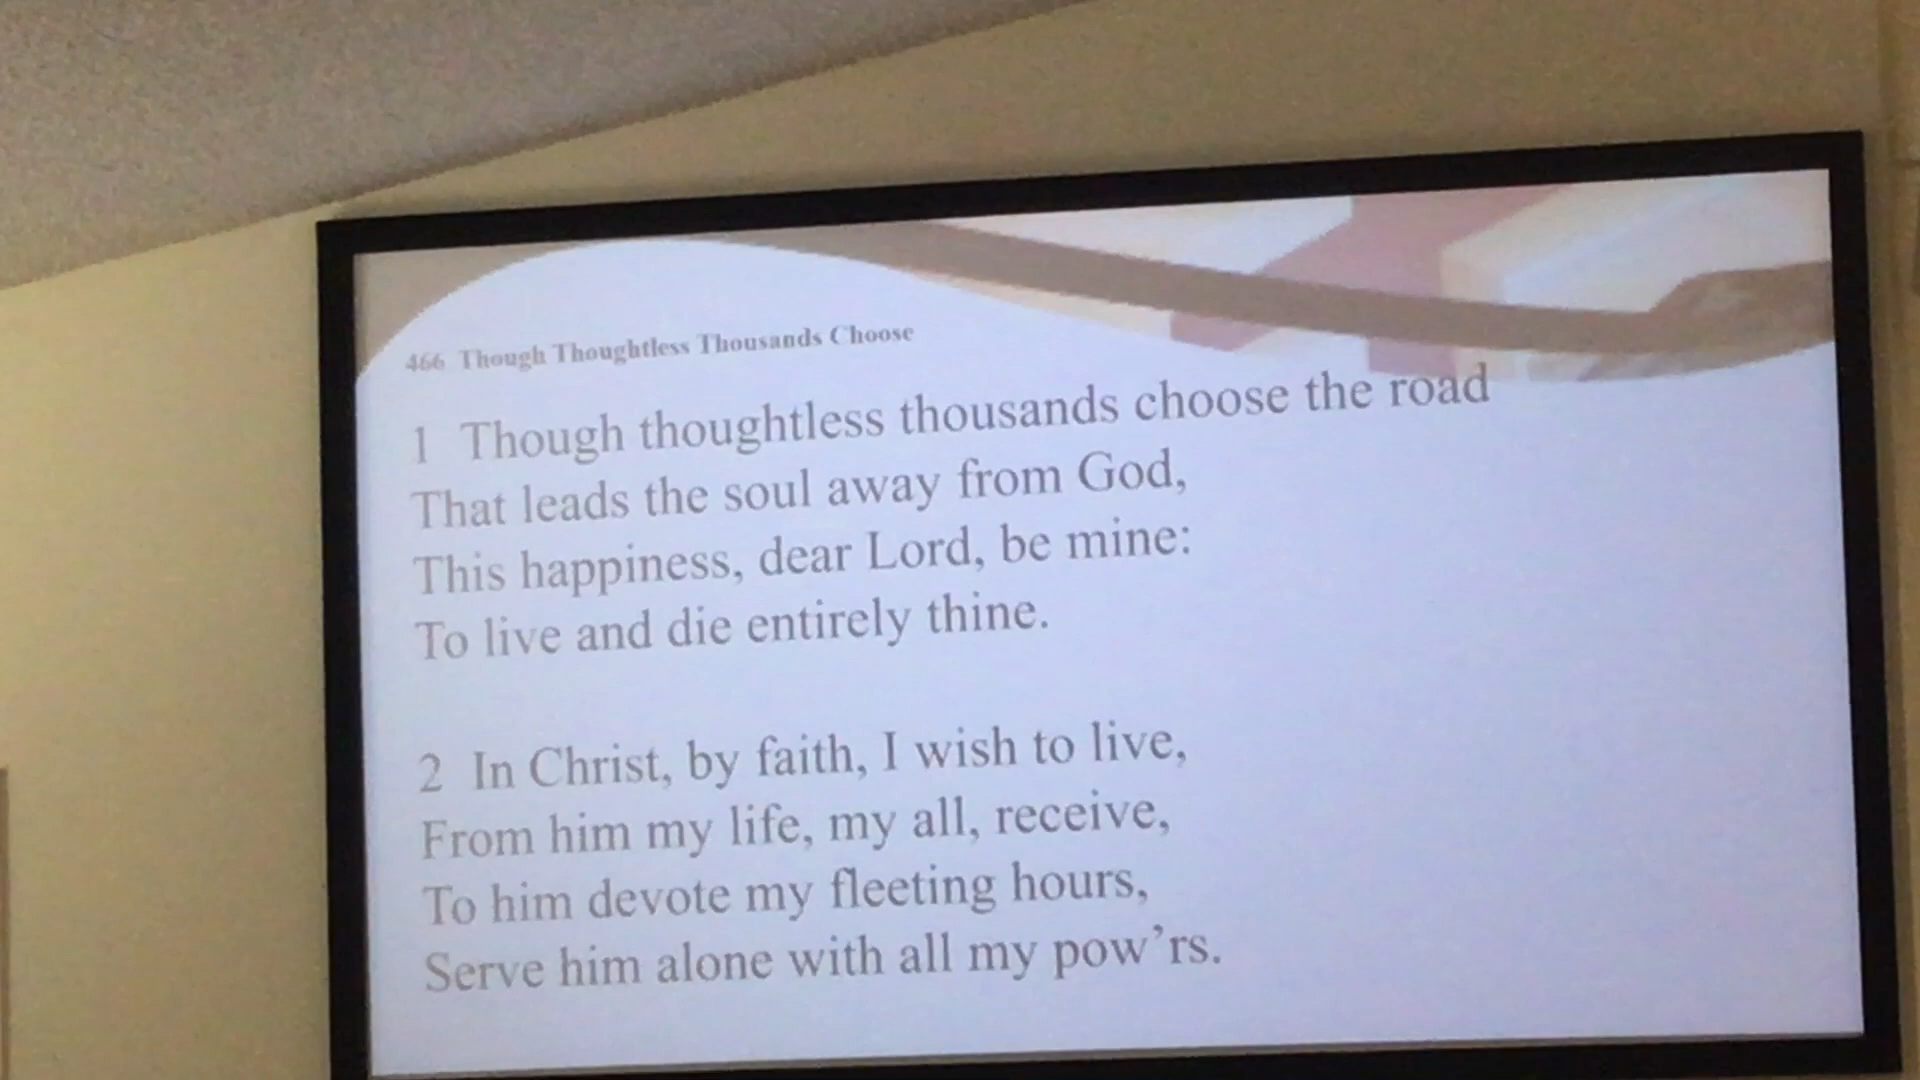 466 Though Thoughtless Thousands Choose
1 Though thoughtless thousands choose the road
That leads the soul away from God,
This happiness, dear Lord, be mine:
To live and die entirely thine.
2 In Christ, by faith, I wish to live,
From him my life, my all, receive,
To him devote my fleeting hours,
Serve him alone with all my pow’rs.